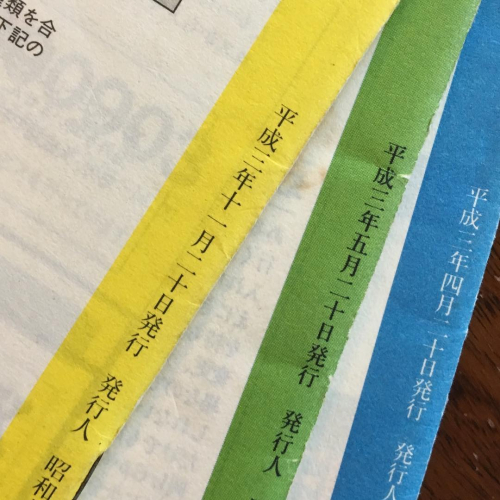 類を合
下記の
平成三年十一月二十日発行 発行人 昭和
平成三年五月二十日発行 発行人
平成三年四月二十日発行 発行人